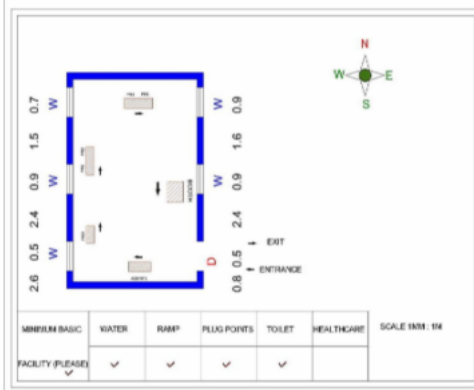 N
W E
S
0.7 W W 0.9
1.5 1.6
0.9 W W 0.9
2.4 2.4
0.5 W D 0.5
2.6 0.8
BOOTH
EXIT
ENTRANCE
MINIMUM BASIC WATER RAMP PLUG POINTS TOILET HEALTHCARE SCALE 1MM : 1M
FACILITY (PLEASE)